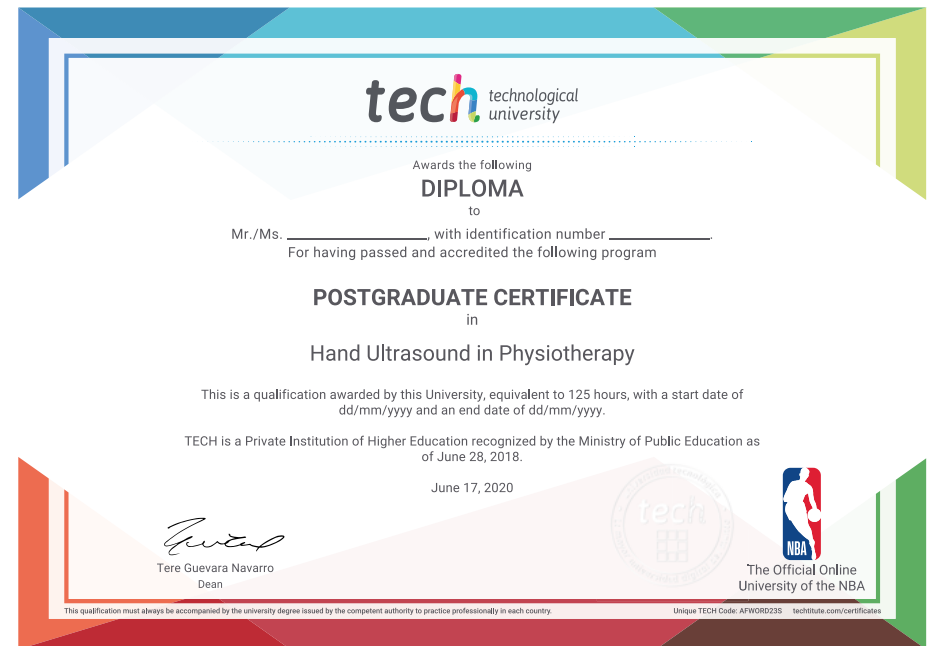 tech technological
university
Awards the following
DIPLOMA
to
Mr./Ms. ____________________, with identification number ______________.
For having passed and accredited the following program
POSTGRADUATE CERTIFICATE
in
Hand Ultrasound in Physiotherapy
This is a qualification awarded by this University, equivalent to 125 hours, with a start date of
dd/mm/yyyy and an end date of dd/mm/yyyy.
TECH is a Private Institution of Higher Education recognized by the Ministry of Public Education as
of June 28, 2018.
June 17, 2020
tech
NBA
Tere Guevara Navarro
Dean
The Official Online
University of the NBA
This qualification must always be accompanied by the university degree issued by the competent authority to practice professionally in each country.
Unique TECH Code: AFWORD23S techtitute.com/certificates